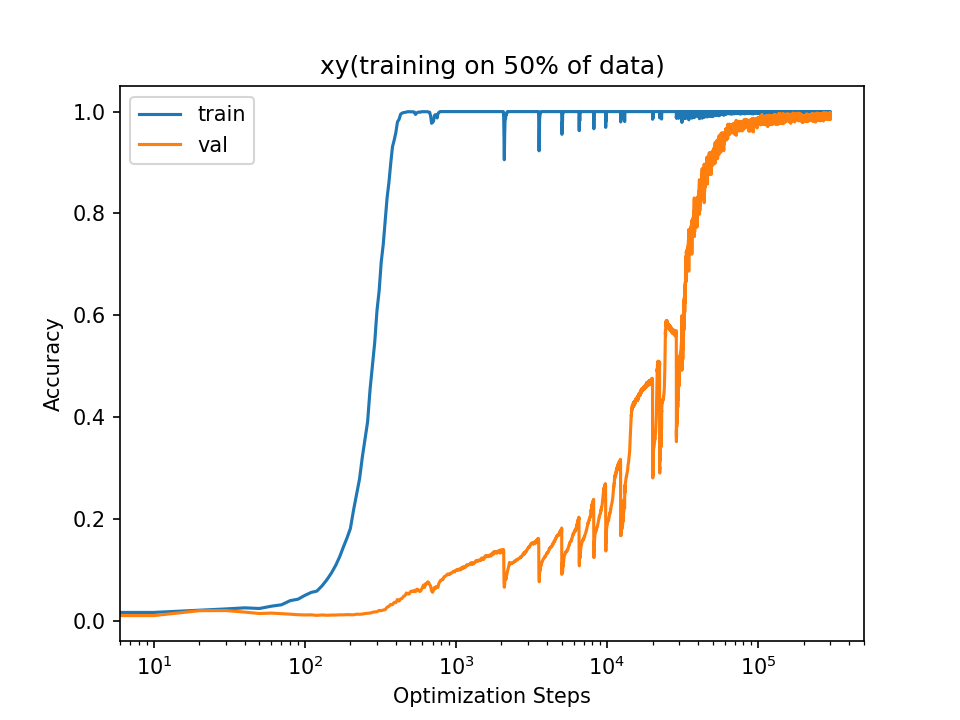 xy(training on 50% of data)
train
val
1.0
0.8
0.6
0.4
0.2
0.0
Accuracy
10¹ 10² 10³ 10⁴ 10⁵
Optimization Steps